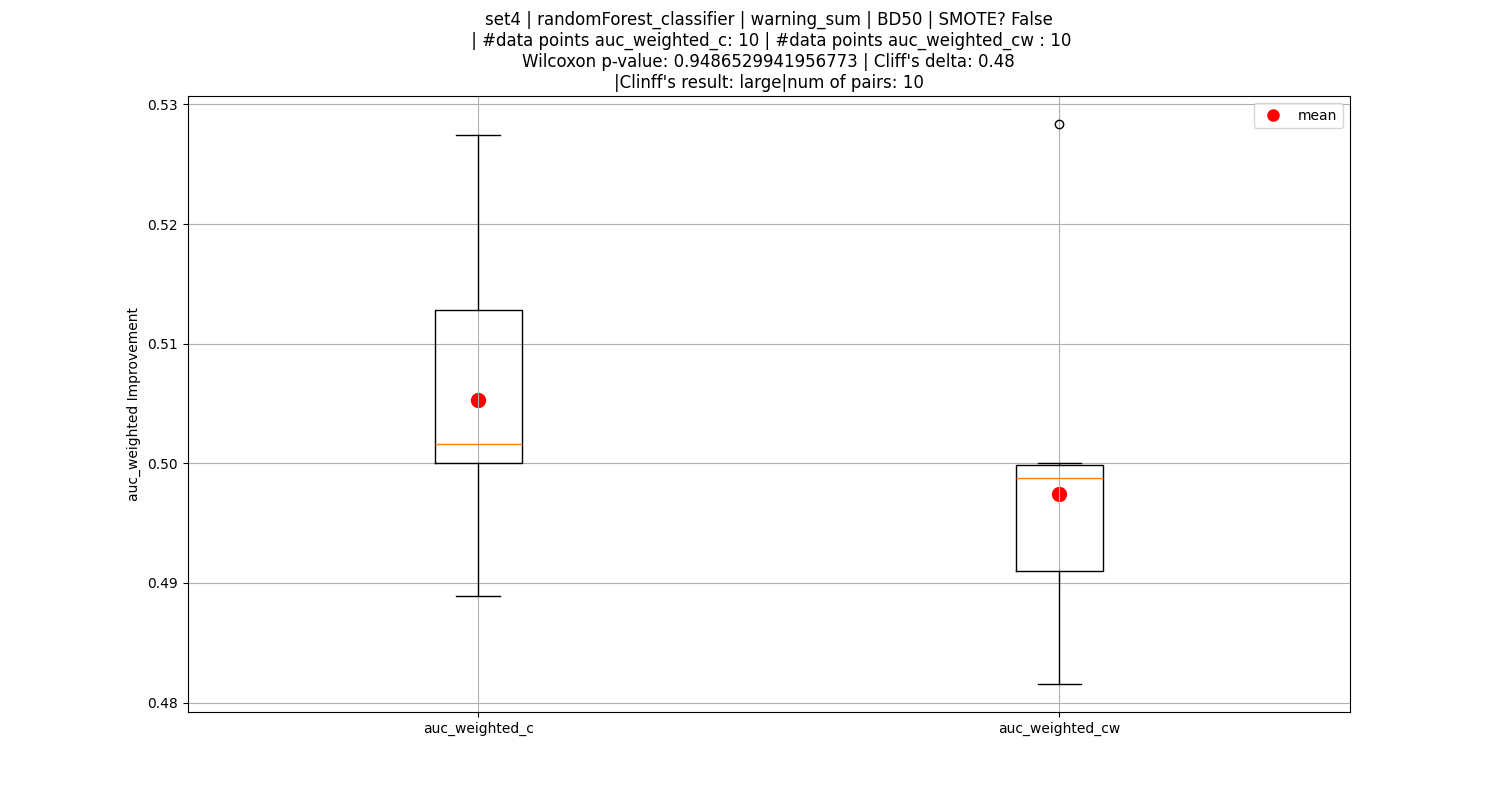 set4 | randomForest_classifier | warning_sum | BD50 | SMOTE? False
| #data points auc_weighted_c: 10 | #data points auc_weighted_cw : 10
Wilcoxon p-value: 0.9486529941956773 | Cliff's delta: 0.48
|Clinff's result: large|num of pairs: 10
mean
auc_weighted Improvement
0.53
0.52
0.51
0.50
0.49
0.48
auc_weighted_c
auc_weighted_cw